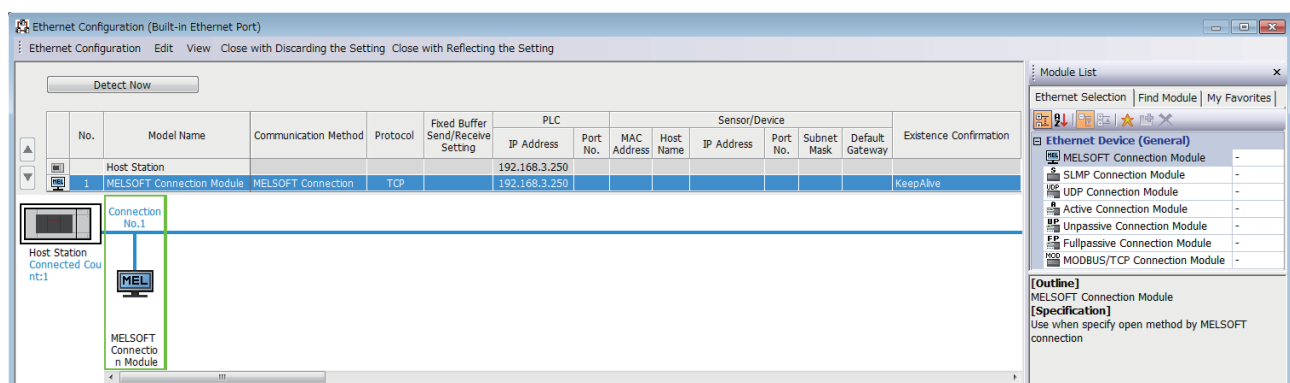 Ethernet Configuration (Built-in Ethernet Port)
Ethernet Configuration Edit View Close with Discarding the Setting Close with Reflecting the Setting
Detect Now
No. Model Name Communication Method Protocol Fixed Buffer Send/Receive Setting PLC Sensor/Device Existence Confirmation
IP Address Port No. MAC Address Host Name IP Address Port No. Subnet Mask Default Gateway
Host Station 192.168.3.250
1 MELSOFT Connection Module MELSOFT Connection TCP 192.168.3.250 KeepAlive
Connection
No.1
Host Station
Connected Cou
nt:1
MEL
MELSOFT
Connectio
n Module
Module List
Ethernet Selection Find Module My Favorites
Ethernet Device (General)
MELSOFT Connection Module -
SLMP Connection Module -
UDP Connection Module -
Active Connection Module -
Unpassive Connection Module -
Fullpassive Connection Module -
MODBUS/TCP Connection Module -
[Outline]
MELSOFT Connection Module
[Specification]
Use when specify open method by MELSOFT
connection